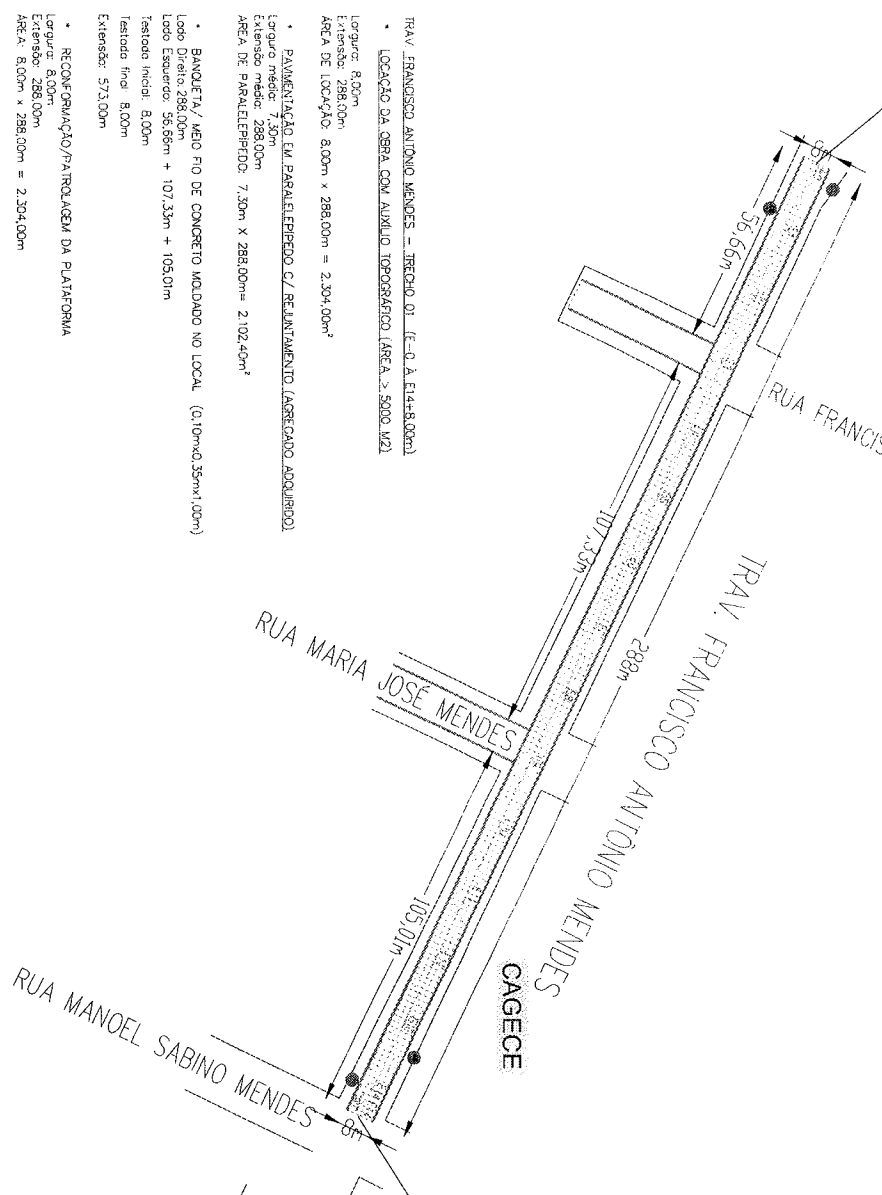 TRAV. FRANCISCO ANTÔNIO MENDES - TRECHO 01 (E-0 À E14+8,00m)
* LOCAÇÃO DA OBRA COM AUXÍLIO TOPOGRÁFICO (ÁREA > 5000 M2)
Largura: 8,00m
Extensão: 288,00m
ÁREA DE LOCAÇÃO: 8,00m x 288,00m = 2.304,00m²
* PAVIMENTAÇÃO EM PARALELEPIPEDO C/ REJUNTAMENTO (AGREGADO ADQUIRIDO)
Largura média: 7,30m
Extensão média: 288,00m
AREA DE PARALELEPIPEDO: 7,30m X 288,00m= 2.102,40m²
* BANQUETA/ MEIO FIO DE CONCRETO MOLDADO NO LOCAL (0,10mx0,35mx1,00m)
Lado Direito: 288,00m
Lado Esquerdo: 56,66m + 107,33m + 105,01m
Testada Inicial: 8,00m
Testada final: 8,00m
Extensão: 573,00m
* RECONFORMAÇÃO/PATROLAGEM DA PLATAFORMA
Largura: 8,00m
Extensão: 288,00m
ÁREA: 8,00m x 288,00m = 2.304,00m
8m
56,66m
RUA FRANCIS
107,33m
288m
TRAV. FRANCISCO ANTÔNIO MENDES
RUA MARIA JOSÉ MENDES
105,01m
CAGECE
RUA MANOEL SABINO MENDES
8m